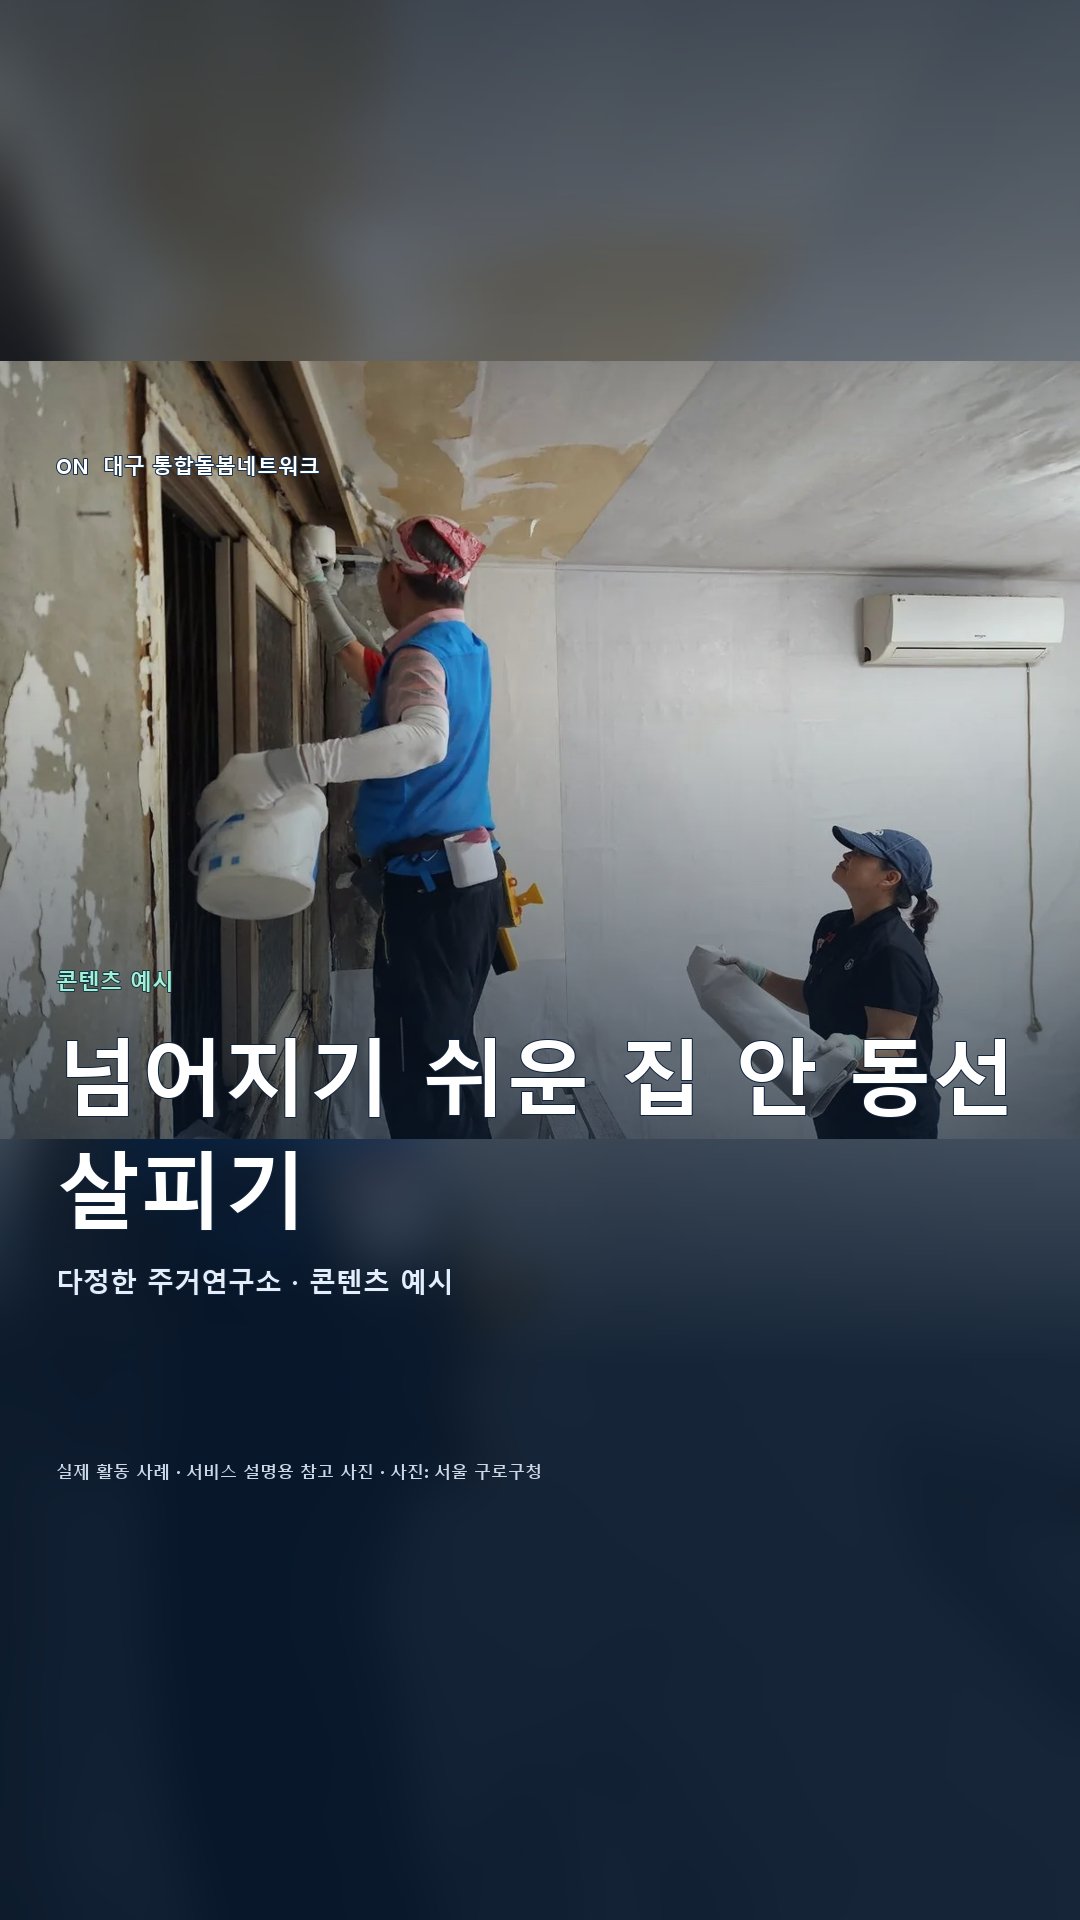 ON 대구 통합돌봄네트워크
콘텐츠 예시
넘어지기 쉬운 집 안 동선
살피기
다정한 주거연구소 · 콘텐츠 예시
실제 활동 사례 · 서비스 설명용 참고 사진 · 사진: 서울 구로구청